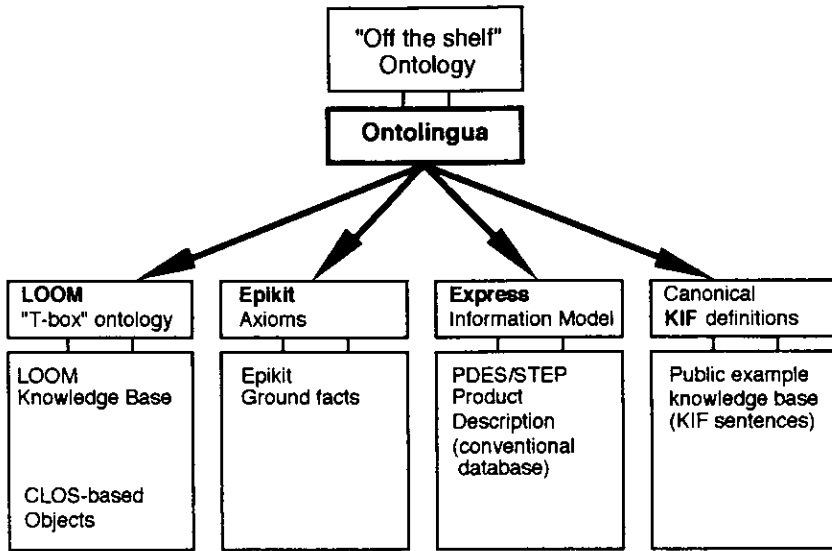 "Off the shelf"
Ontology
Ontolingua
LOOM
"T-box" ontology
Epikit
Axioms
Express
Information Model
Canonical
KIF definitions
LOOM
Knowledge Base
CLOS-based
Objects
Epikit
Ground facts
PDES/STEP
Product
Description
(conventional
database)
Public example
knowledge base
(KIF sentences)